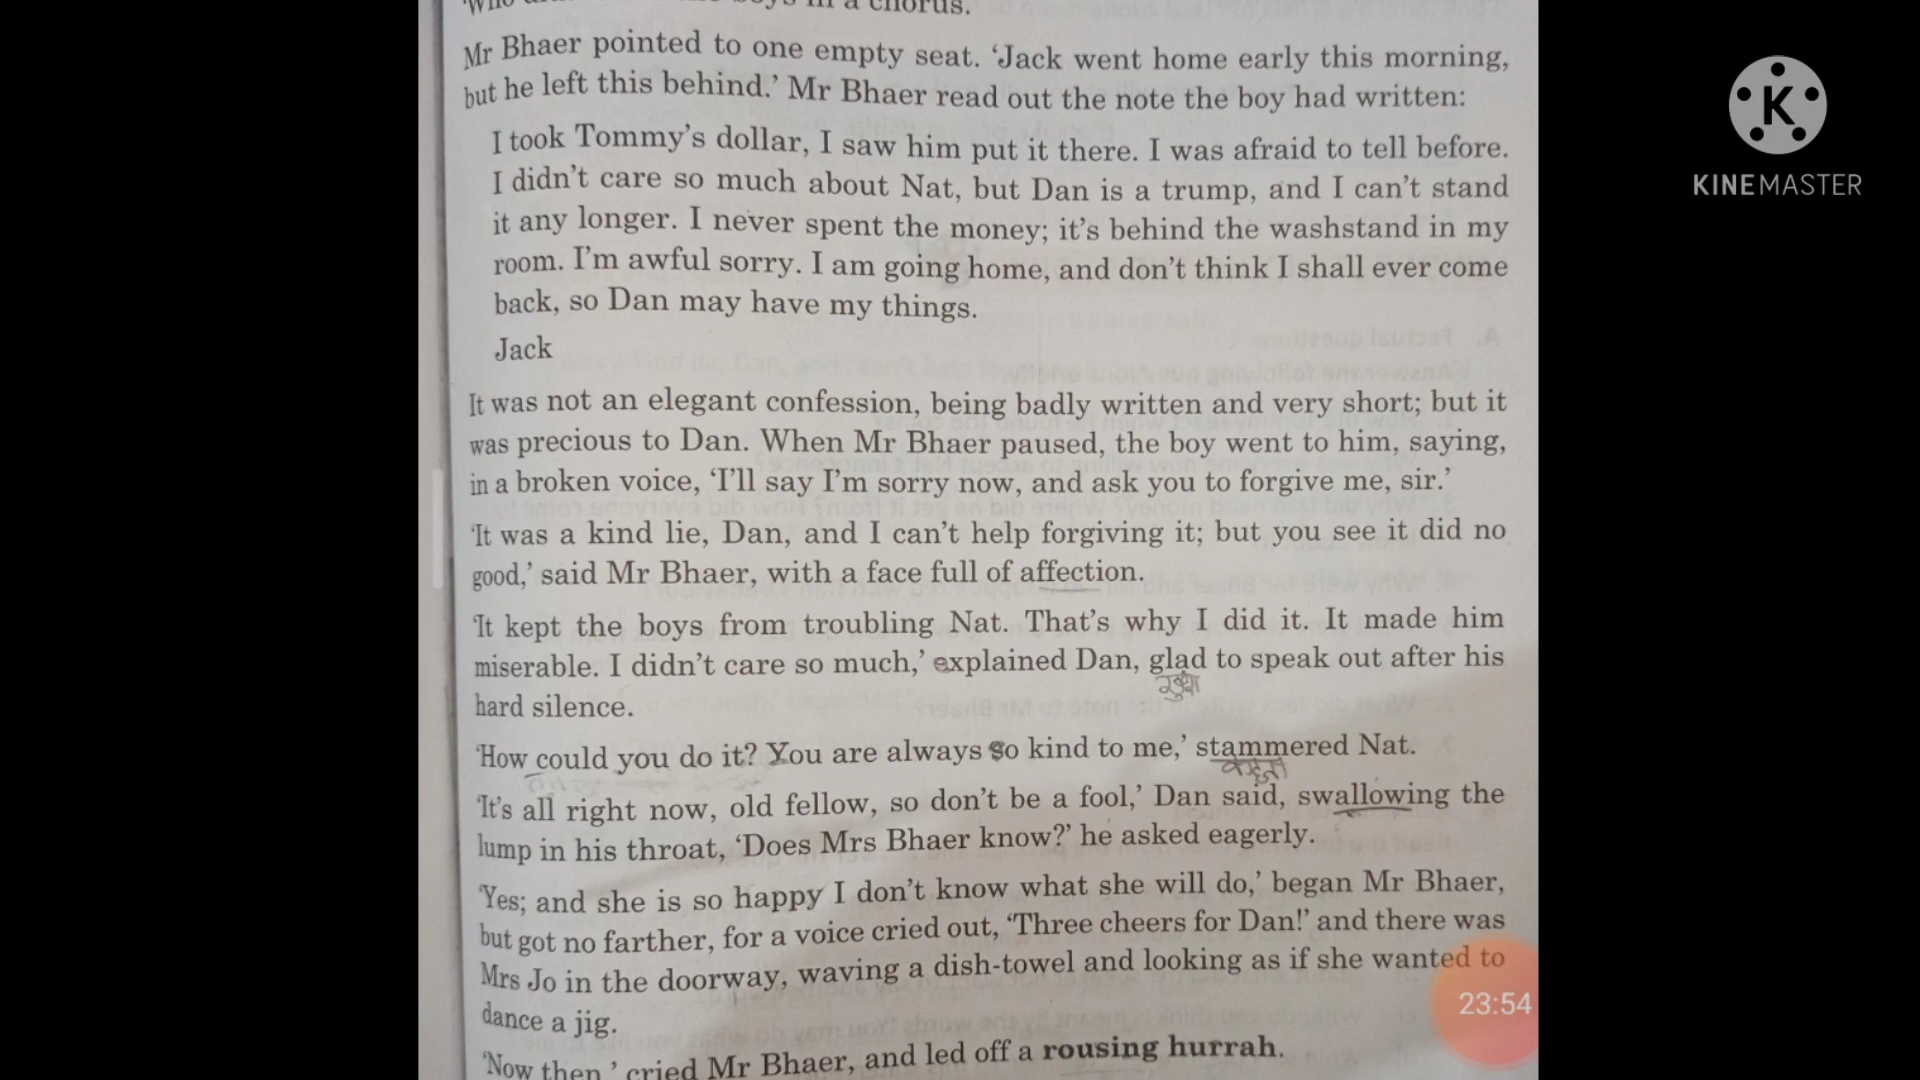 boys in a chorus.
Mr Bhaer pointed to one empty seat. ‘Jack went home early this morning,
but he left this behind.’ Mr Bhaer read out the note the boy had written:
I took Tommy’s dollar, I saw him put it there. I was afraid to tell before.
I didn’t care so much about Nat, but Dan is a trump, and I can’t stand
it any longer. I never spent the money; it’s behind the washstand in my
room. I’m awful sorry. I am going home, and don’t think I shall ever come
back, so Dan may have my things.
Jack
It was not an elegant confession, being badly written and very short; but it
was precious to Dan. When Mr Bhaer paused, the boy went to him, saying,
in a broken voice, ‘I’ll say I’m sorry now, and ask you to forgive me, sir.’
‘It was a kind lie, Dan, and I can’t help forgiving it; but you see it did no
good,’ said Mr Bhaer, with a face full of affection.
‘It kept the boys from troubling Nat. That’s why I did it. It made him
miserable. I didn’t care so much,’ explained Dan, glad to speak out after his
hard silence.
‘How could you do it? You are always so kind to me,’ stammered Nat.
‘It’s all right now, old fellow, so don’t be a fool,’ Dan said, swallowing the
lump in his throat, ‘Does Mrs Bhaer know?’ he asked eagerly.
‘Yes; and she is so happy I don’t know what she will do,’ began Mr Bhaer,
but got no farther, for a voice cried out, ‘Three cheers for Dan!’ and there was
Mrs Jo in the doorway, waving a dish-towel and looking as if she wanted to
dance a jig.
‘Now then,’ cried Mr Bhaer, and led off a rousing hurrah.
K
KINEMASTER
23:54